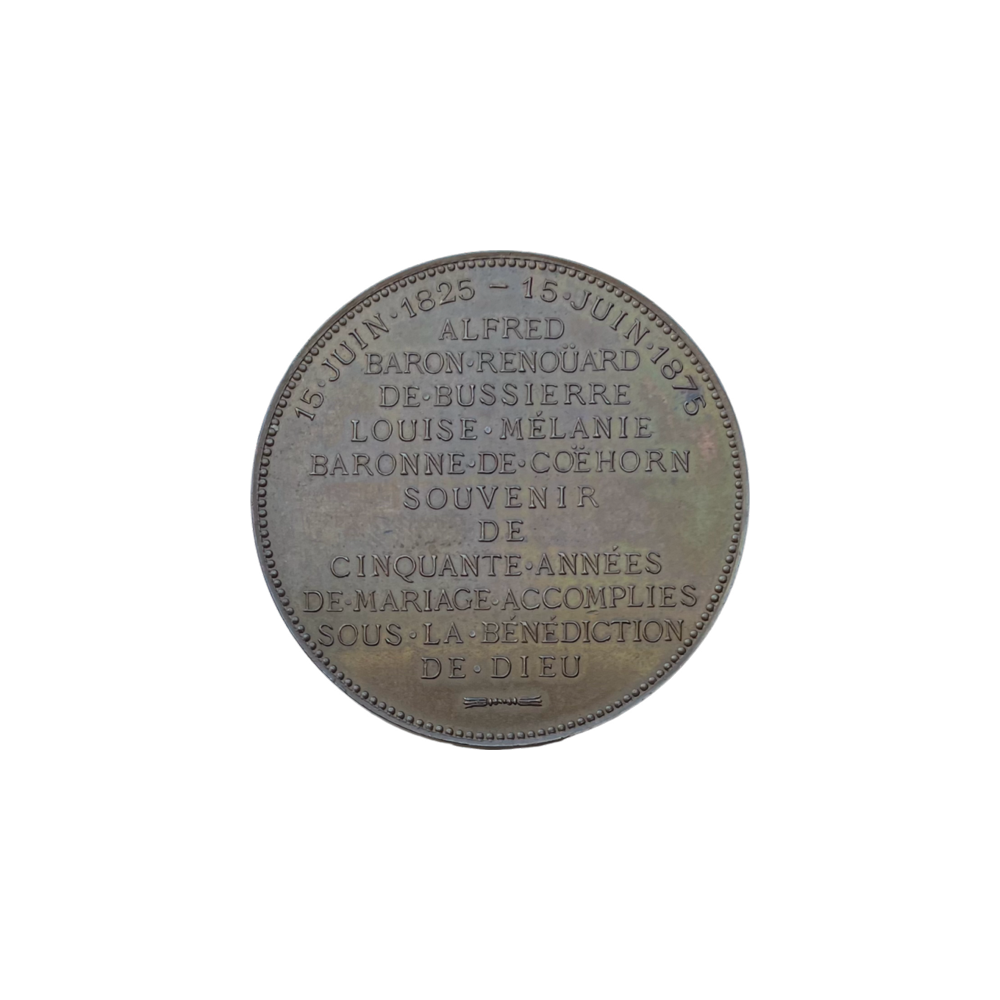 15·JUIN·1825 – 15·JUIN·1875
ALFRED
BARON·RENOÜARD
DE·BUSSIERRE
LOUISE·MÉLANIE
BARONNE·DE·COËHORN
SOUVENIR
DE
CINQUANTE·ANNÉES
DE·MARIAGE·ACCOMPLIES
SOUS·LA·BÉNÉDICTION
DE·DIEU